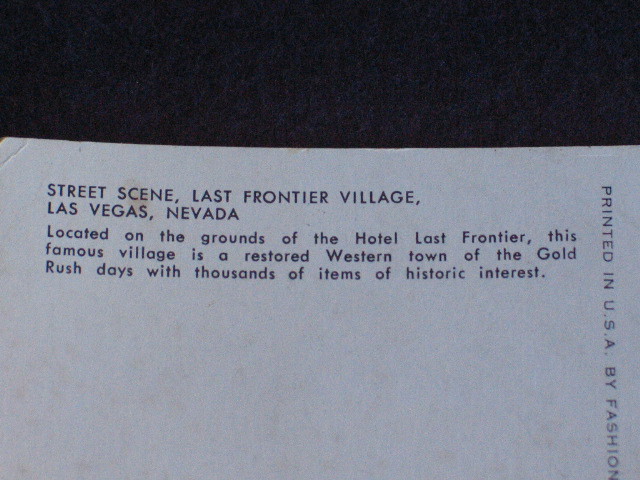 STREET SCENE, LAST FRONTIER VILLAGE,
LAS VEGAS, NEVADA
Located on the grounds of the Hotel Last Frontier, this
famous village is a restored Western town of the Gold
Rush days with thousands of items of historic interest.
PRINTED IN U.S.A. BY FASHION